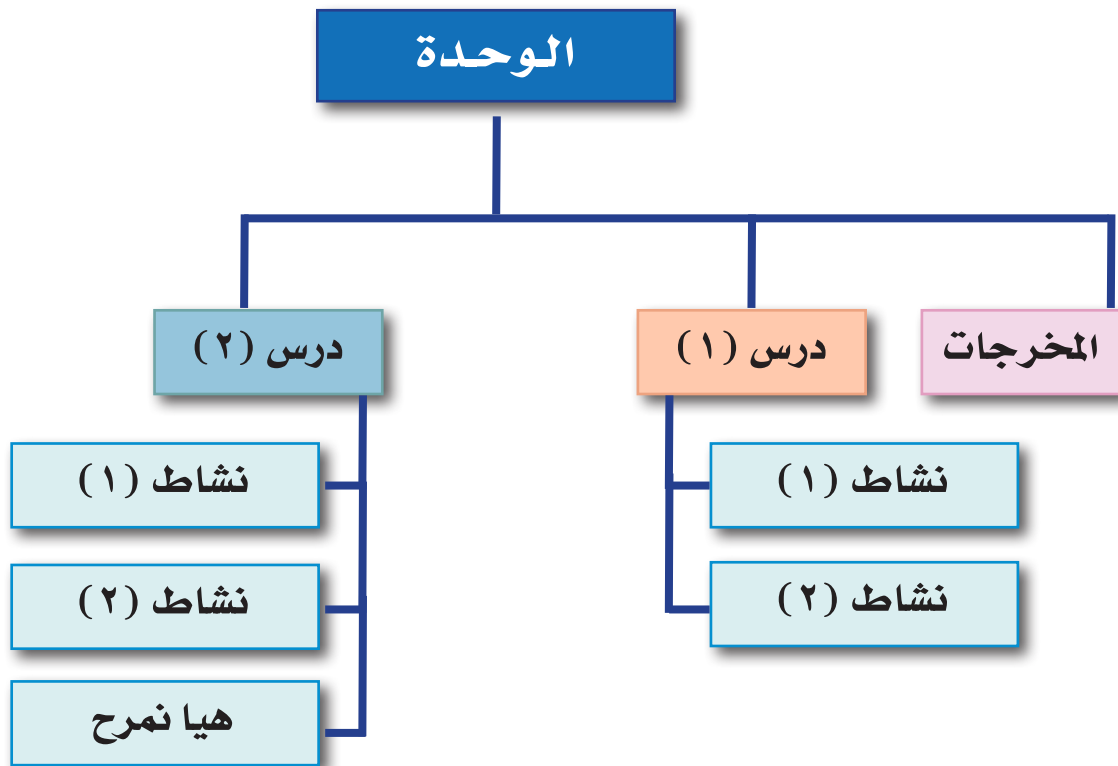 الوحدة
المخرجات
درس (١)
درس (٢)
نشاط (١)
نشاط (١)
نشاط (٢)
نشاط (٢)
هيا نمرح